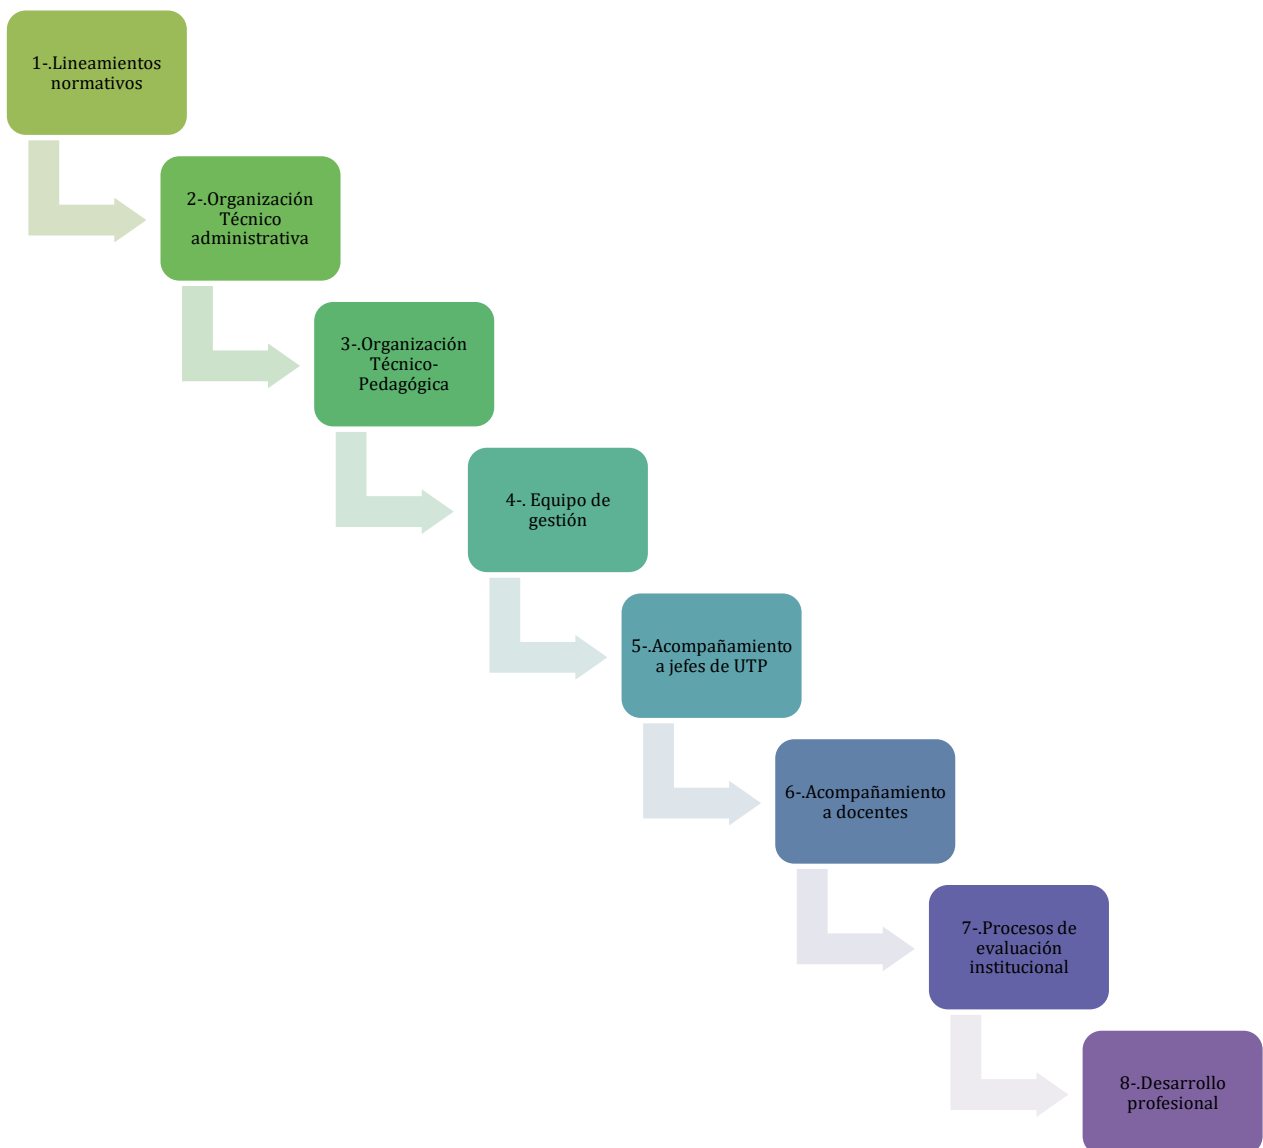 1-.Lineamientos
normativos
2-.Organización
Técnico
administrativa
3-.Organización
Técnico-
Pedagógica
4-. Equipo de
gestión
5-.Acompañamiento
a jefes de UTP
6-.Acompañamiento
a docentes
7-.Procesos de
evaluación
institucional
8-.Desarrollo
profesional